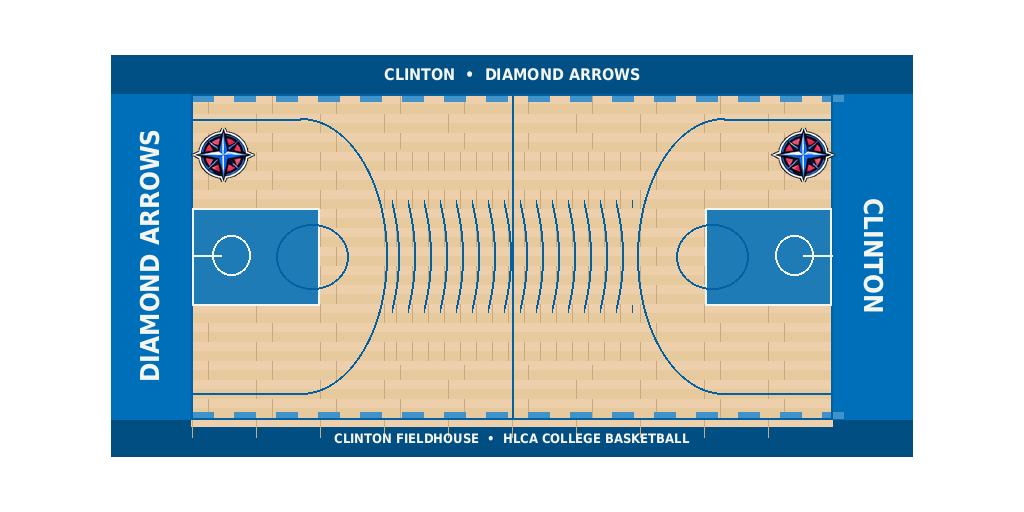 CLINTON • DIAMOND ARROWS
DIAMOND ARROWS
CLINTON
CLINTON FIELDHOUSE • HLCA COLLEGE BASKETBALL